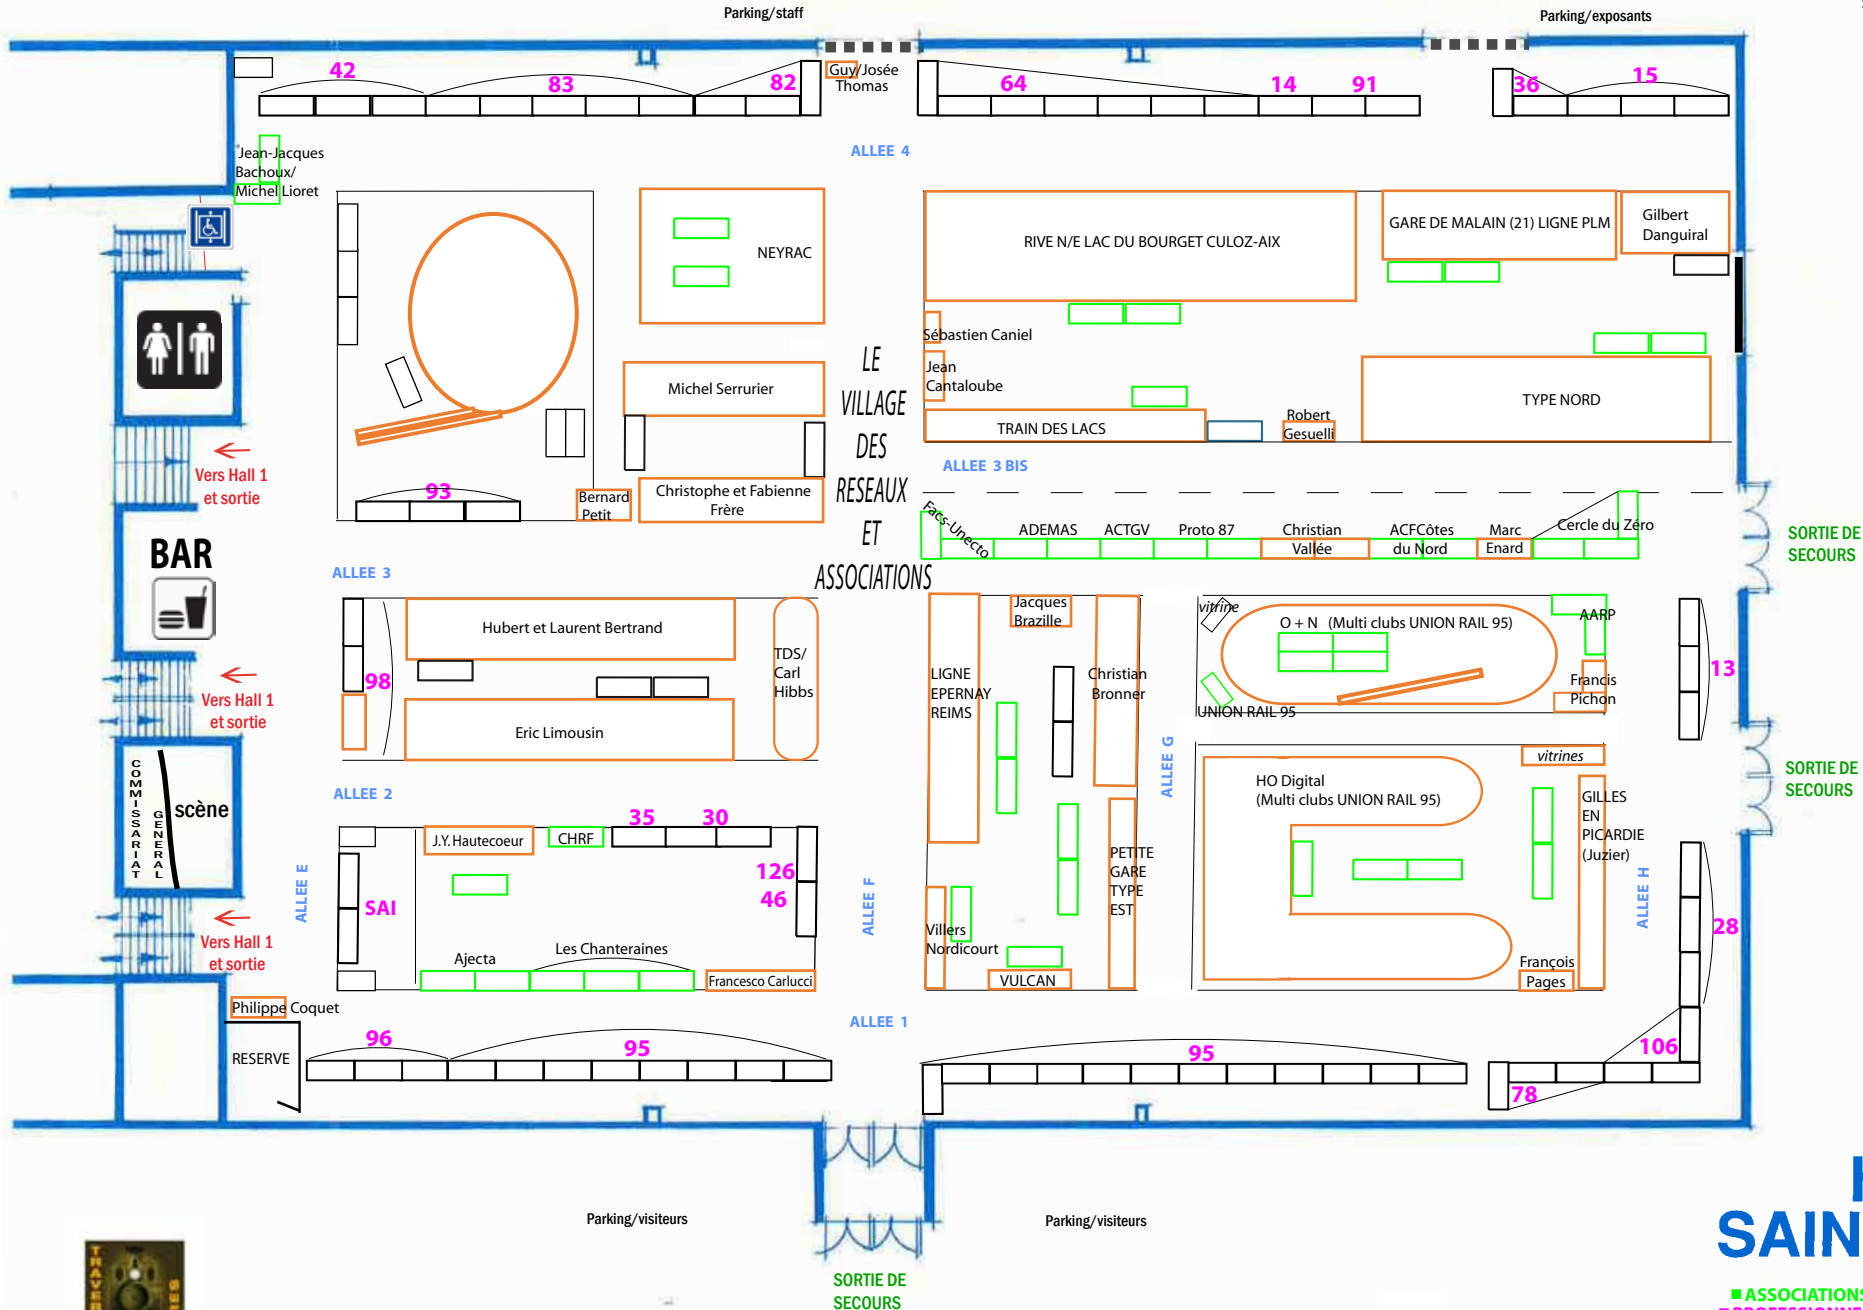 Parking/staff
Parking/exposants
42
83
82
Guy/Josée
Thomas
64
14
91
36
15
ALLEE 4
Jean-Jacques
Bachoux/
Michel Lioret
NEYRAC
RIVE N/E LAC DU BOURGET CULOZ-AIX
GARE DE MALAIN (21) LIGNE PLM
Gilbert
Danguiral
Sébastien Caniel
Jean
Cantaloube
Michel Serrurier
LE
VILLAGE
DES
RESEAUX
ET
ASSOCIATIONS
TRAIN DES LACS
Robert
Gesuelli
TYPE NORD
ALLEE 3 BIS
Vers Hall 1
et sortie
93
Bernard
Petit
Christophe et Fabienne
Frère
Facs-Unecto
ADEMAS
ACTGV
Proto 87
Christian
Vallée
ACFCôtes
du Nord
Marc
Enard
Cercle du Zéro
SORTIE DE
SECOURS
BAR
ALLEE 3
Hubert et Laurent Bertrand
TDS/
Carl
Hibbs
98
Eric Limousin
Vers Hall 1
et sortie
Jacques
Brazille
LIGNE
EPERNAY
REIMS
Christian
Bronner
vitrine
O + N (Multi clubs UNION RAIL 95)
AARP
Francis
Pichon
UNION RAIL 95
13
ALLEE G
SORTIE DE
SECOURS
COMMISSARIAT
GENERAL
scène
ALLEE 2
vitrines
HO Digital
(Multi clubs UNION RAIL 95)
GILLES
EN
PICARDIE
(Juzier)
35
30
J.Y. Hautecoeur
CHRF
126
46
ALLEE E
SAI
ALLEE F
PETITE
GARE
TYPE
EST
ALLEE H
28
Vers Hall 1
et sortie
Ajecta
Les Chanteraines
Francesco Carlucci
Villers
Nordicourt
VULCAN
François
Pages
Philippe Coquet
ALLEE 1
RESERVE
96
95
95
106
78
Parking/visiteurs
Parking/visiteurs
SORTIE DE
SECOURS
SAIN
TRAVER
ES
ASSOCIATIONS